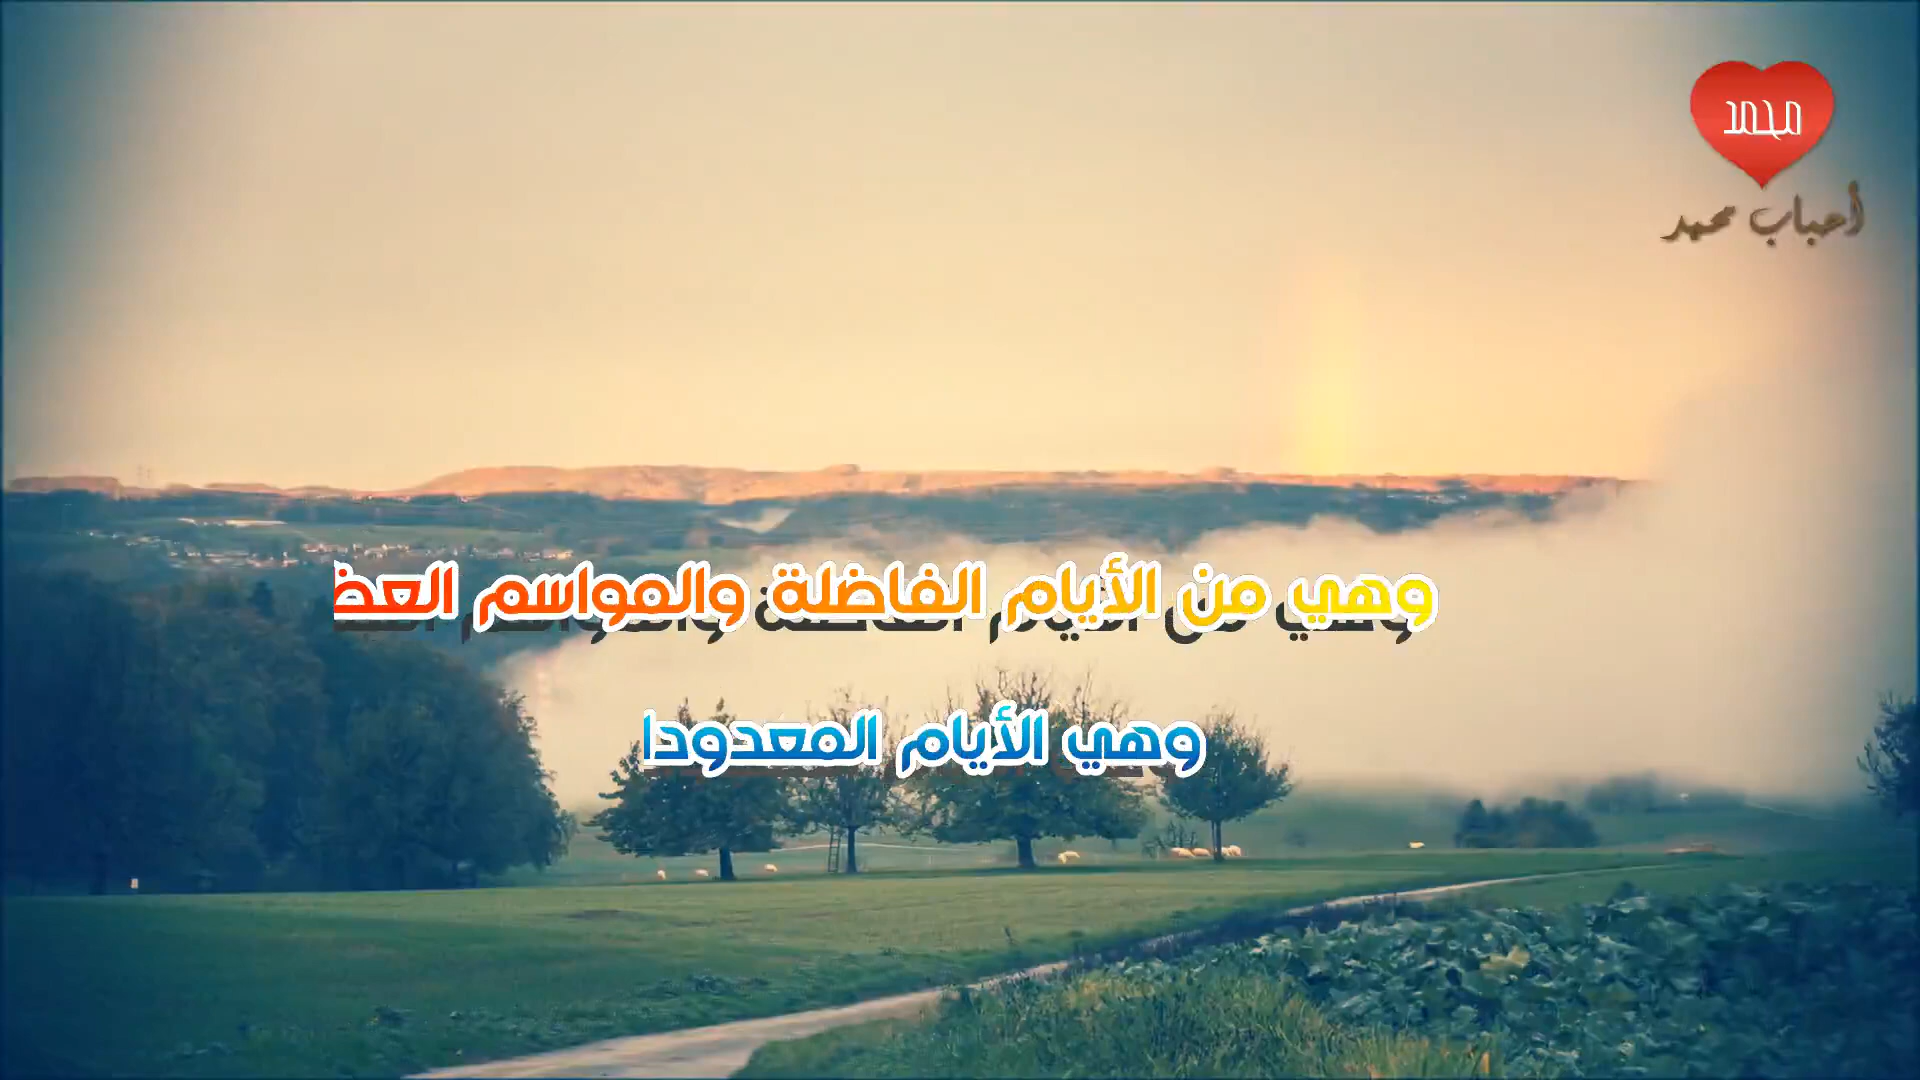 محمد
أحباب محمد
وهي من الأيام الفاضلة والمواسم العظ
وهي الأيام المعدودا